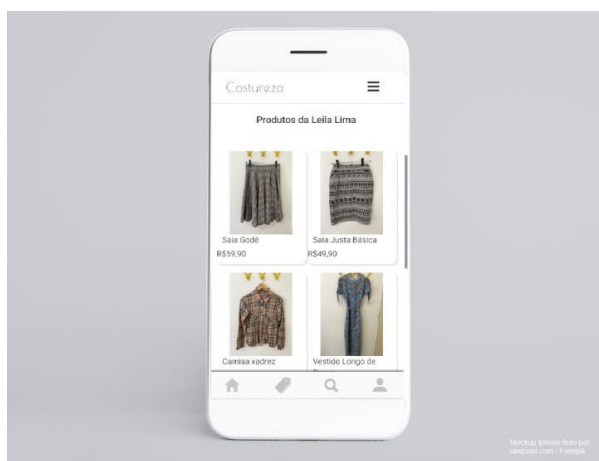 Costureza
Produtos da Leila Lima
Saia Godê
Saia Justa Básica
R$59,90
R$49,90
Camisa xadrez
Vestido Longo de
Mockup Iphone feito por
rawpixel.com / Freepik